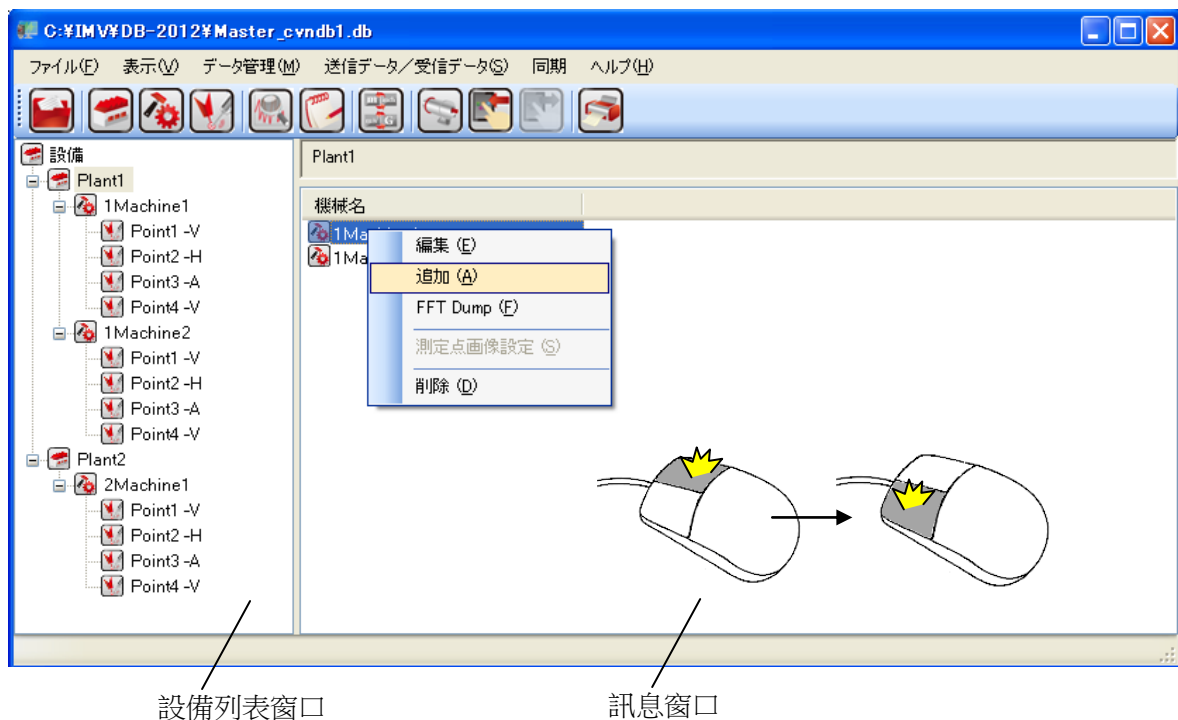 C:¥IMV¥DB-2012¥Master_cvndb1.db
ファイル(F) 表示(V) データ管理(M) 送信データ/受信データ(S) 同期 ヘルプ(H)
設備
Plant1
1Machine1
Point1 -V
Point2 -H
Point3 -A
Point4 -V
1Machine2
Point1 -V
Point2 -H
Point3 -A
Point4 -V
Plant2
2Machine1
Point1 -V
Point2 -H
Point3 -A
Point4 -V
Plant1
機械名
1Ma
1Ma
編集 (E)
追加 (A)
FFT Dump (F)
測定点画像設定 (S)
削除 (D)
設備列表窗口
訊息窗口